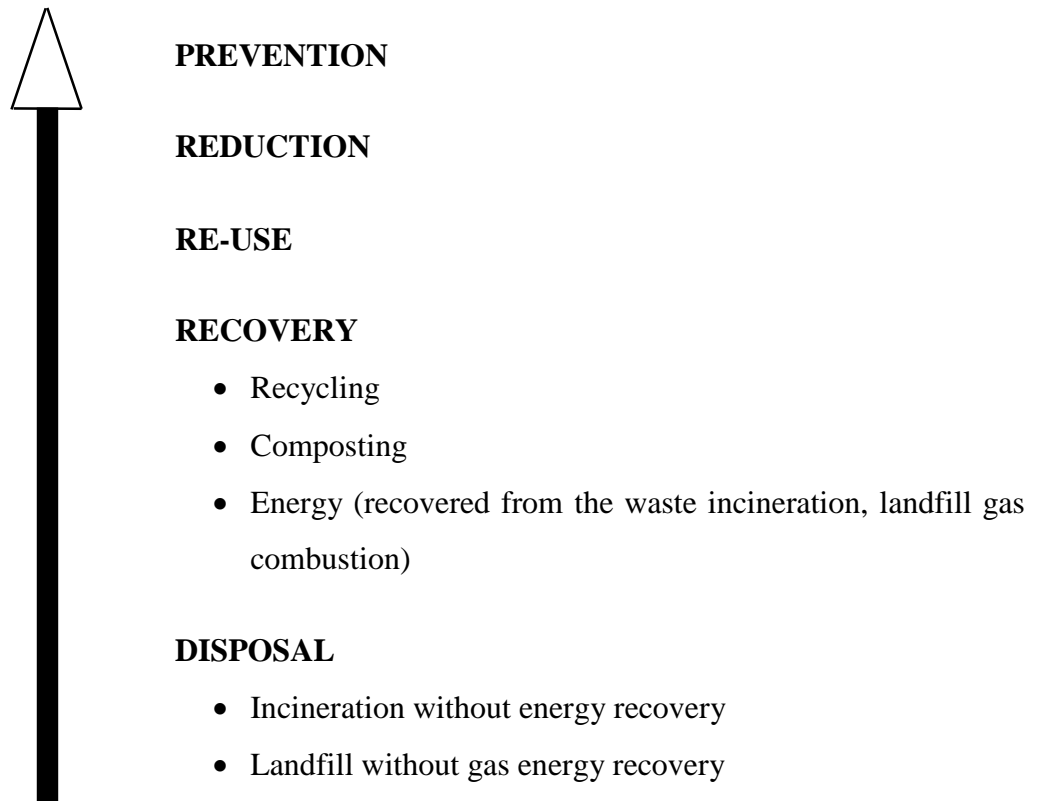 PREVENTION
REDUCTION
RE-USE
RECOVERY
• Recycling
• Composting
• Energy (recovered from the waste incineration, landfill gas
combustion)
DISPOSAL
• Incineration without energy recovery
• Landfill without gas energy recovery